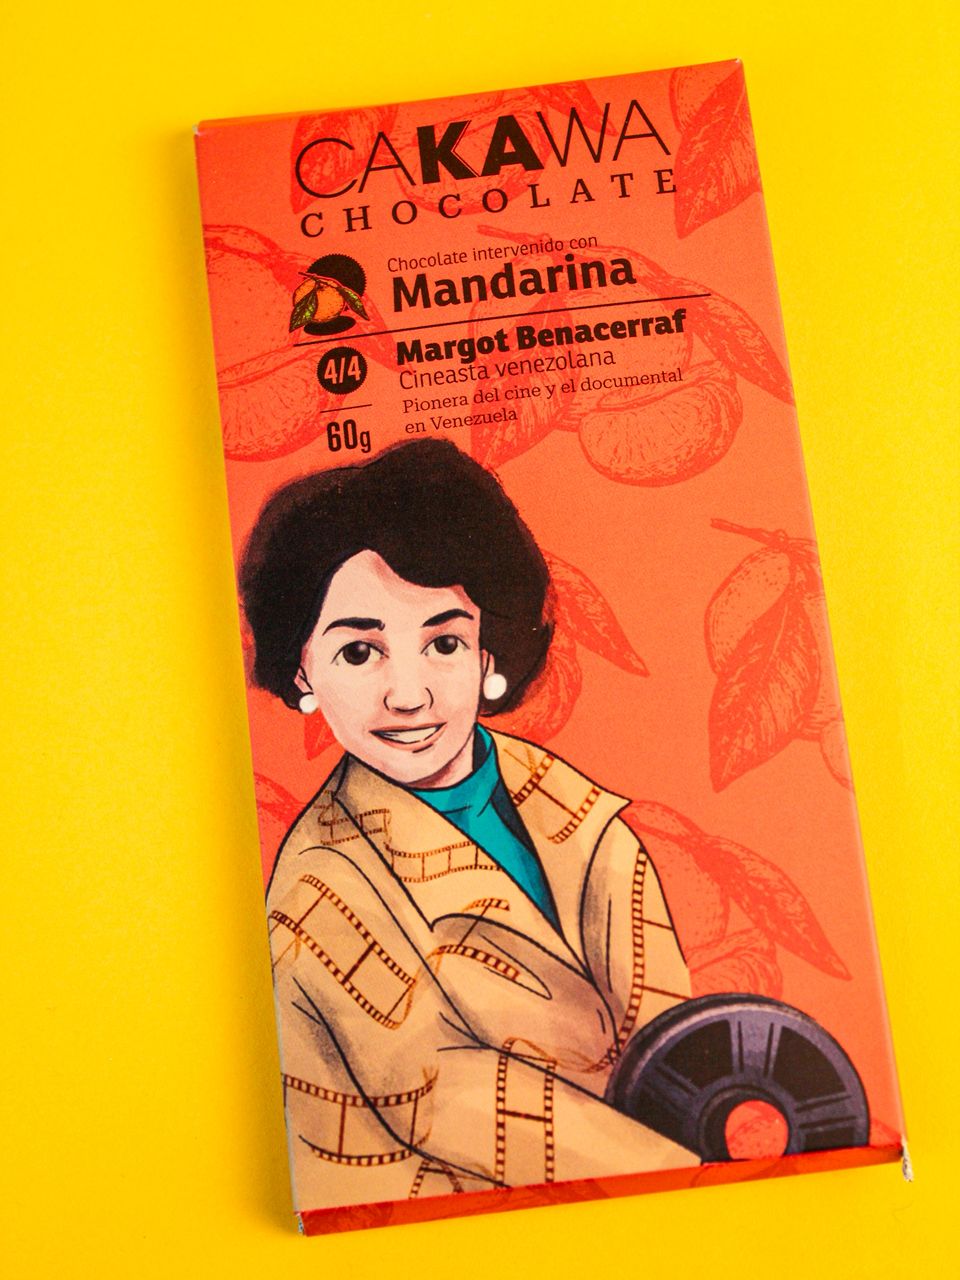 CAKAWA
CHOCOLATE
Chocolate intervenido con
Mandarina
4/4
Margot Benacerraf
Cineasta venezolana
Pionera del cine y el documental
en Venezuela
60g